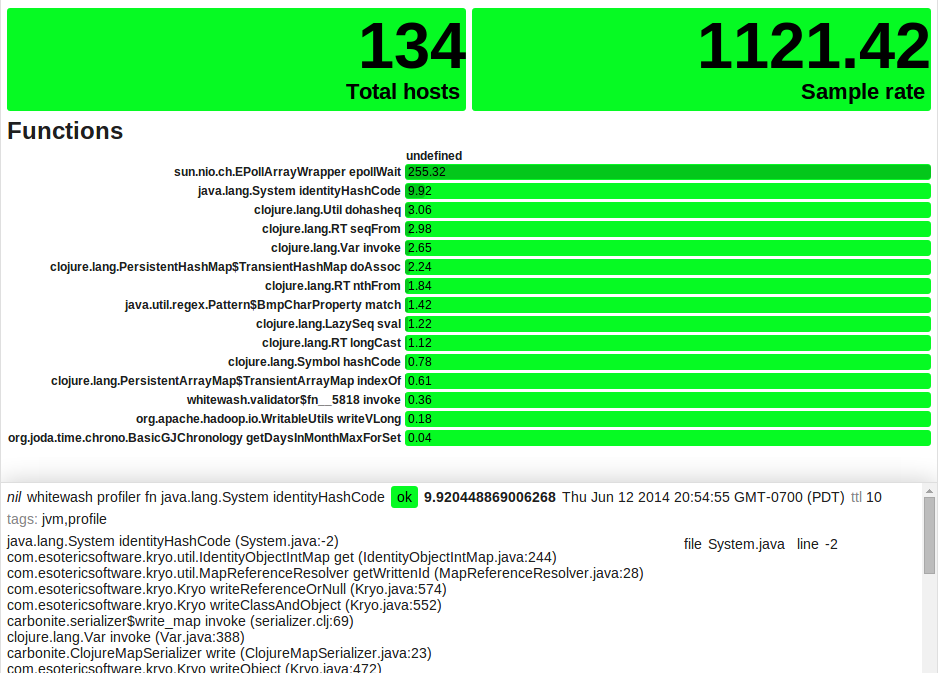 134
Total hosts
1121.42
Sample rate
Functions
undefined
sun.nio.ch.EPollArrayWrapper epollWait 255.32
java.lang.System identityHashCode 9.92
clojure.lang.Util dohasheq 3.06
clojure.lang.RT seqFrom 2.98
clojure.lang.Var invoke 2.65
clojure.lang.PersistentHashMap$TransientHashMap doAssoc 2.24
clojure.lang.RT nthFrom 1.84
java.util.regex.Pattern$BmpCharProperty match 1.42
clojure.lang.LazySeq sval 1.22
clojure.lang.RT longCast 1.12
clojure.lang.Symbol hashCode 0.78
clojure.lang.PersistentArrayMap$TransientArrayMap indexOf 0.61
whitewash.validator$fn__5818 invoke 0.36
org.apache.hadoop.io.WritableUtils writeVLong 0.18
org.joda.time.chrono.BasicGJChronology getDaysInMonthMaxForSet 0.04
nil whitewash profiler fn java.lang.System identityHashCode ok 9.920448869006268 Thu Jun 12 2014 20:54:55 GMT-0700 (PDT) ttl 10
tags: jvm,profile
java.lang.System identityHashCode (System.java:-2) file System.java line -2
com.esotericsoftware.kryo.util.IdentityObjectIntMap get (IdentityObjectIntMap.java:244)
com.esotericsoftware.kryo.util.MapReferenceResolver getWrittenId (MapReferenceResolver.java:28)
com.esotericsoftware.kryo.Kryo writeReferenceOrNull (Kryo.java:574)
com.esotericsoftware.kryo.Kryo writeClassAndObject (Kryo.java:552)
carbonite.serializer$write_map invoke (serializer.clj:69)
clojure.lang.Var invoke (Var.java:388)
carbonite.ClojureMapSerializer write (ClojureMapSerializer.java:23)
com.esotericsoftware.kryo.Kryo writeObject (Kryo.java:472)